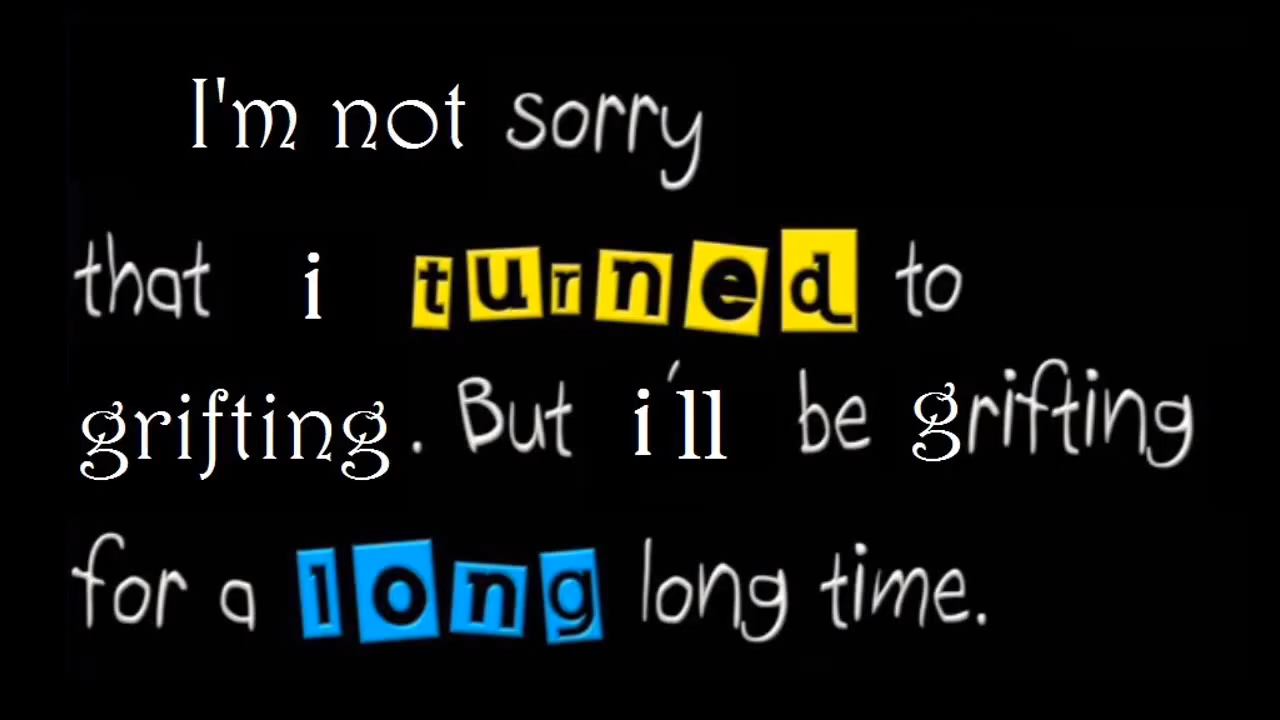 I'm not sorry
that i turned to
grifting. But i'll be grifting
for a long long time.